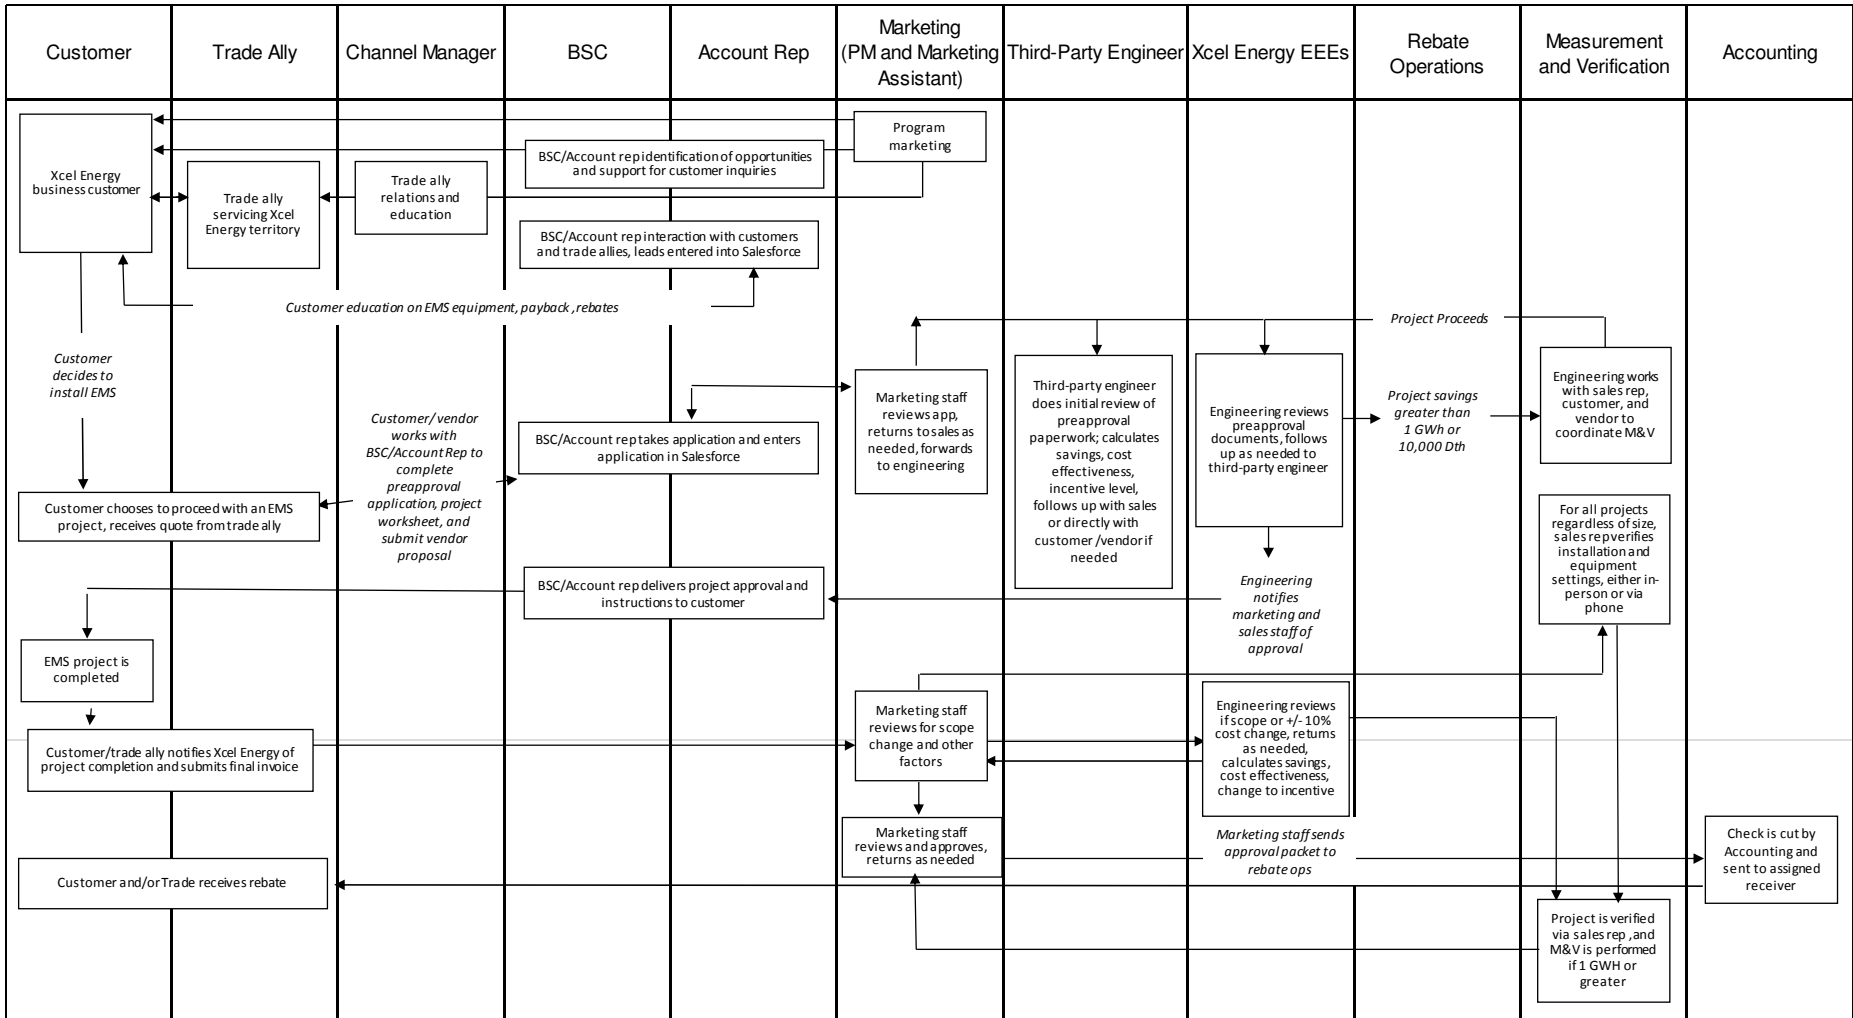 Customer
Trade Ally
Channel Manager
BSC
Account Rep
Marketing
(PM and Marketing
Assistant)
Third-Party Engineer
Xcel Energy EEEs
Rebate
Operations
Measurement
and Verification
Accounting
Xcel Energy
business customer
Trade ally
servicing Xcel
Energy territory
Trade ally
relations and
education
BSC/Account rep identification of opportunities
and support for customer inquiries
Program
marketing
BSC/Account rep interaction with customers
and trade allies, leads entered into Salesforce
Customer education on EMS equipment, payback ,rebates
Customer
decides to
install EMS
Project Proceeds
Customer/ vendor
works with
BSC/Account Rep to
complete
preapproval
application, project
worksheet, and
submit vendor
proposal
BSC/Account rep takes application and enters
application in Salesforce
Marketing staff
reviews app,
returns to sales as
needed, forwards
to engineering
Third-party engineer
does initial review of
preapproval
paperwork; calculates
savings, cost
effectiveness,
incentive level,
follows up with sales
or directly with
customer /vendor if
needed
Engineering reviews
preapproval
documents, follows
up as needed to
third-party engineer
Project savings
greater than
1 GWh or
10,000 Dth
Engineering works
with sales rep,
customer, and
vendor to
coordinate M&V
Customer chooses to proceed with an EMS
project, receives quote from trade ally
For all projects
regardless of size,
sales rep verifies
installation and
equipment
settings, either in-
person or via
phone
BSC/Account rep delivers project approval and
instructions to customer
Engineering
notifies
marketing and
sales staff of
approval
EMS project is
completed
Customer/trade ally notifies Xcel Energy of
project completion and submits final invoice
Marketing staff
reviews for scope
change and other
factors
Engineering reviews
if scope or +/- 10%
cost change, returns
as needed,
calculates savings,
cost effectiveness,
change to incentive
Marketing staff
reviews and approves,
returns as needed
Marketing staff sends
approval packet to
rebate ops
Check is cut by
Accounting and
sent to assigned
receiver
Customer and/or Trade receives rebate
Project is verified
via sales rep ,and
M&V is performed
if 1 GWH or
greater